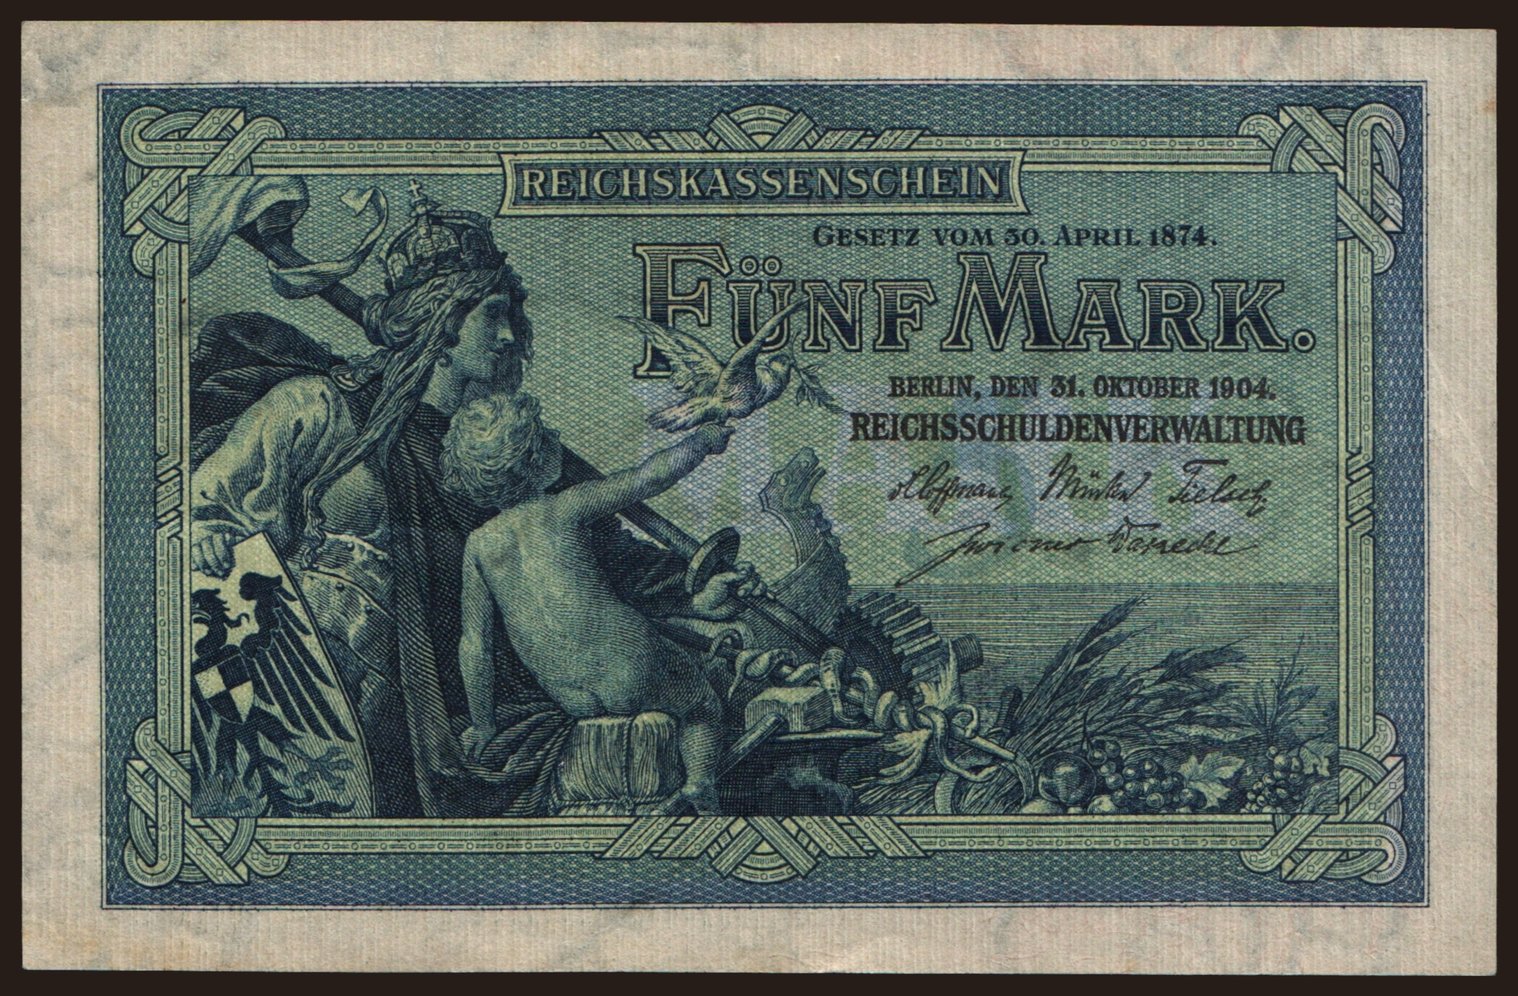 REICHSKASSENSCHEIN
GESETZ VOM 30. APRIL 1874.
FÜNF MARK.
BERLIN, DEN 31. OKTOBER 1904.
REICHSSCHULDENVERWALTUNG